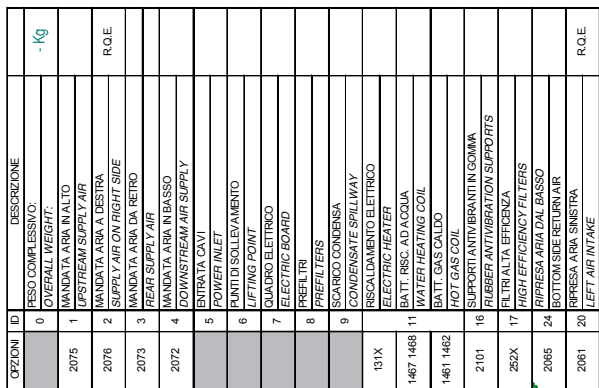 OPZIONI ID DESCRIZIONE
0 PESO COMPLESSIVO: - Kg
OVERALL WEIGHT:
2075 1 MANDATA ARIA IN ALTO
UPSTREAM SUPPLY AIR
2076 2 MANDATA ARIA A DESTRA R.Q.E.
SUPPLY AIR ON RIGHT SIDE
2073 3 MANDATA ARIA DA RETRO
REAR SUPPLY AIR
2072 4 MANDATA ARIA IN BASSO
DOWNSTREAM AIR SUPPLY
5 ENTRATA CAVI
POWER INLET
6 PUNTI DI SOLLEVAMENTO
LIFTING POINT
7 QUADRO ELETTRICO
ELECTRIC BOARD
8 PREFILTRI
PREFILTERS
9 SCARICO CONDENSA
CONDENSATE SPILLWAY
131X RISCALDAMENTO ELETTRICO
ELECTRIC HEATER
1467 1468 11 BATT. RISC. AD ACQUA
WATER HEATING COIL
1461 1462 BATT. GAS CALDO
HOT GAS COIL
2101 16 SUPPORTI ANTIVIBRANTI IN GOMMA
RUBBER ANTIVIBRATION SUPPORTS
252X 17 FILTRI ALTA EFFICENZA
HIGH EFFICIENCY FILTERS
2065 24 RIPRESA ARIA DAL BASSO
BOTTOM SIDE RETURN AIR
2061 20 RIPRESA ARIA SINISTRA R.Q.E.
LEFT AIR INTAKE